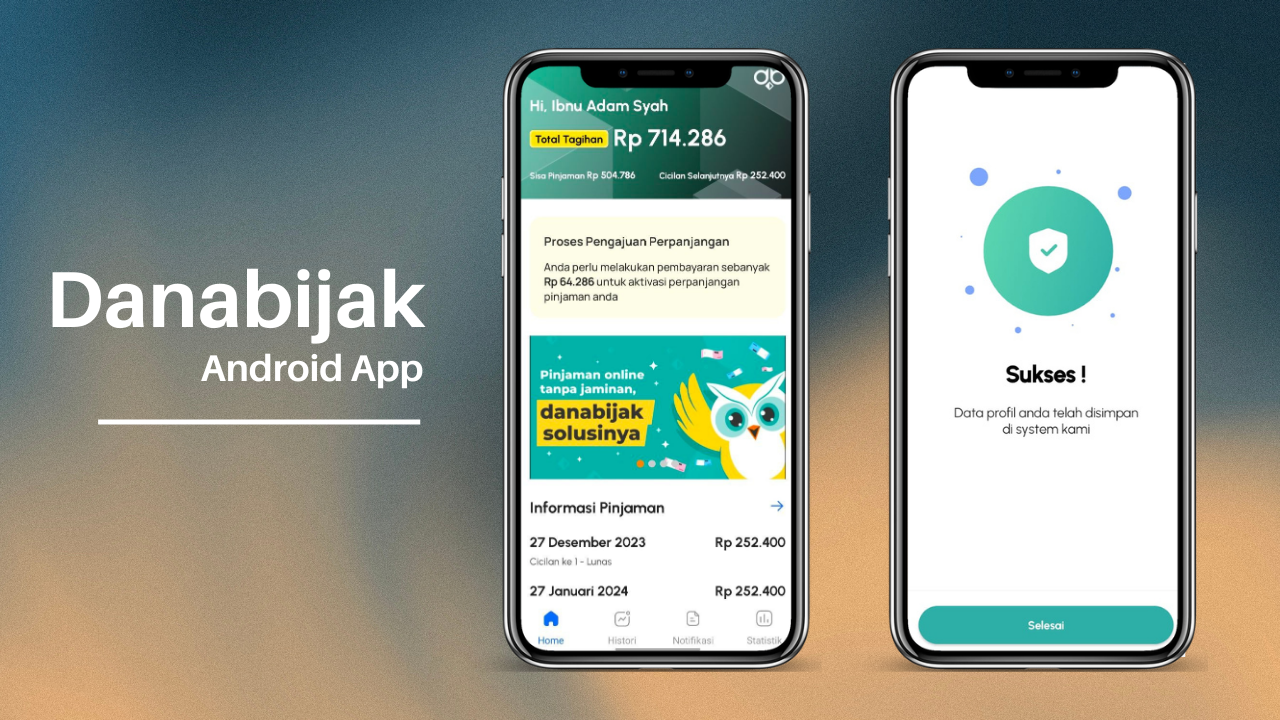 Danabijak
Android App
db
Hi, Ibnu Adam Syah
Total Tagihan Rp 714.286
Sisa Pinjaman Rp 504.786 Cicilan Selanjutnya Rp 252.400
Proses Pengajuan Perpanjangan
Anda perlu melakukan pembayaran sebanyak
Rp 64.286 untuk aktivasi perpanjangan
pinjaman anda
Pinjaman online
tanpa jaminan,
danabijak
solusinya
Informasi Pinjaman
27 Desember 2023 Rp 252.400
Cicilan ke 1 - Lunas
27 Januari 2024 Rp 252.400
Home Histori Notifikasi Statistik
Sukses !
Data profil anda telah disimpan
di system kami
Selesai